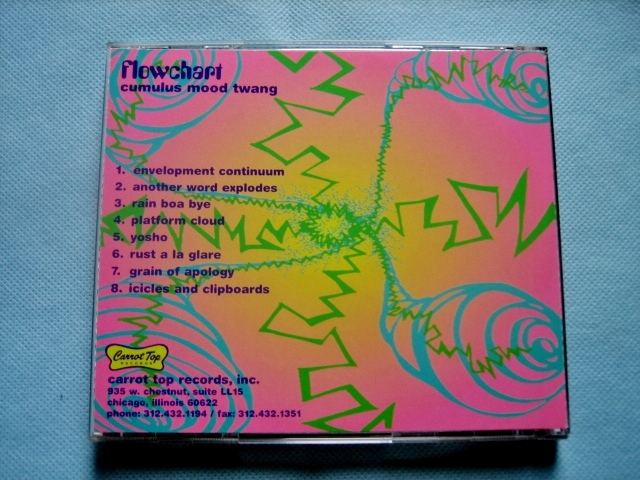 flowchart
cumulus mood twang
1. envelopment continuum
2. another word explodes
3. rain boa bye
4. platform cloud
5. yosho
6. rust a la glare
7. grain of apology
8. icicles and clipboards
Carrot Top
RECORDS
carrot top records, inc.
935 w. chestnut, suite LL15
chicago, illinois 60622
phone: 312.432.1194 / fax: 312.432.1351